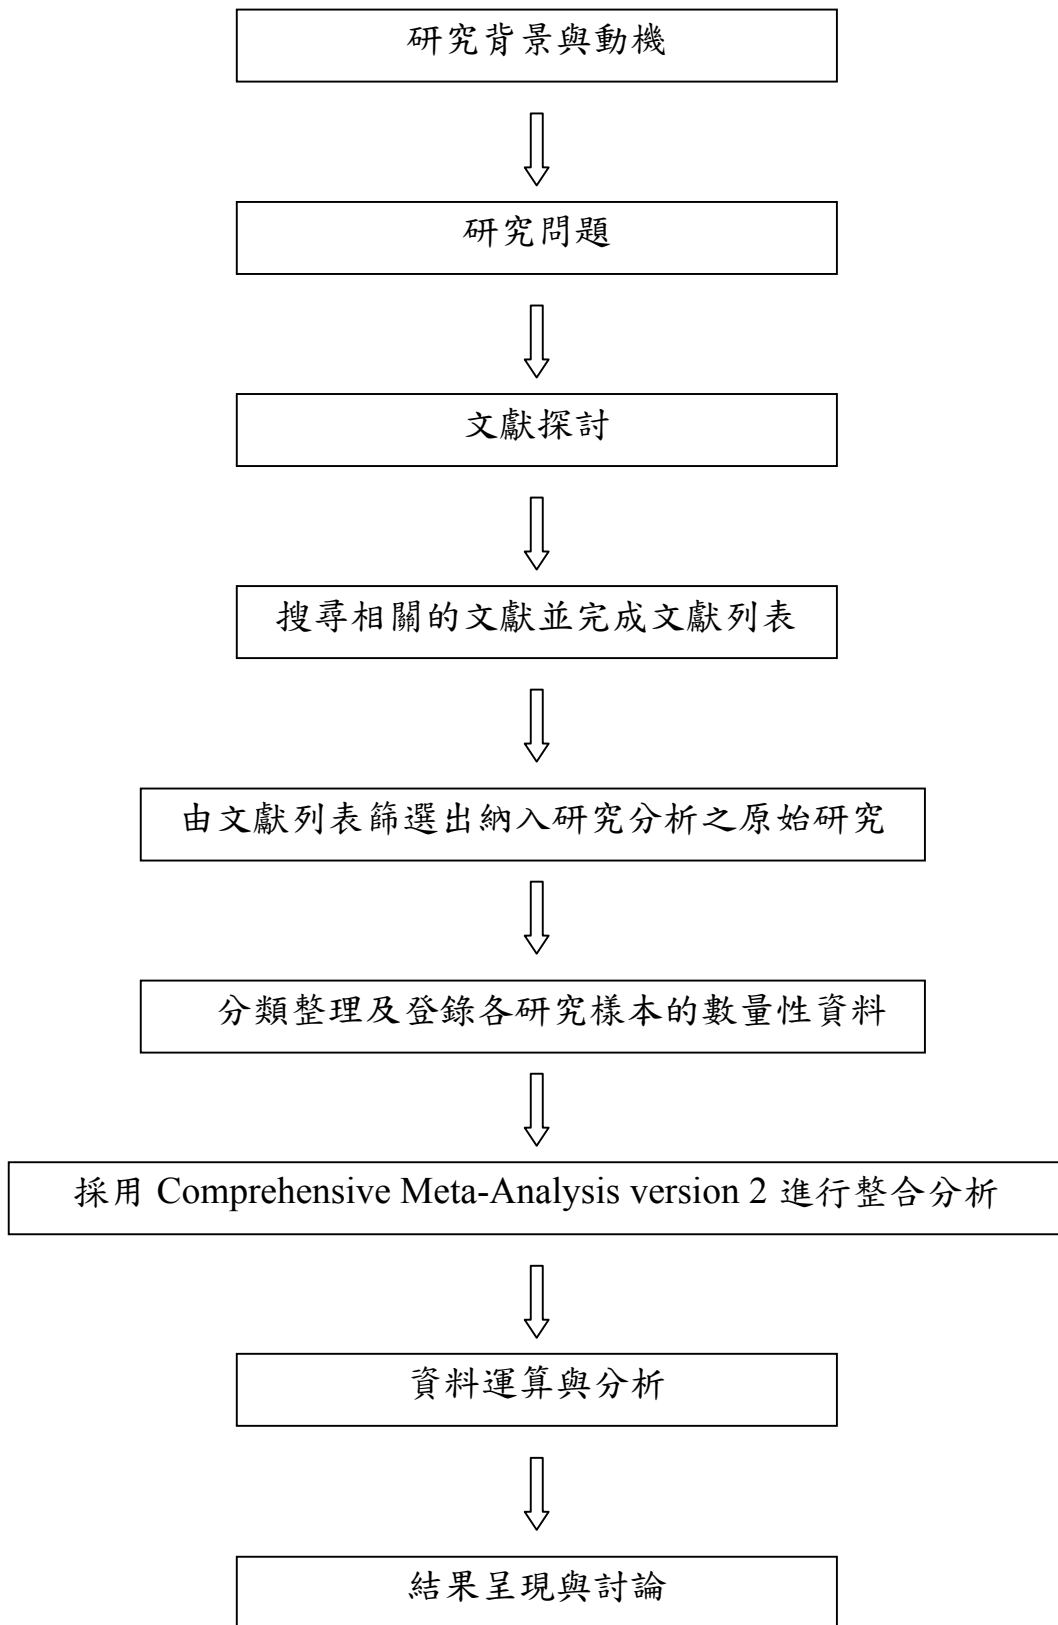 研究背景與動機
研究問題
文獻探討
搜尋相關的文獻並完成文獻列表
由文獻列表篩選出納入研究分析之原始研究
分類整理及登錄各研究樣本的數量性資料
採用 Comprehensive Meta-Analysis version 2 進行整合分析
資料運算與分析
結果呈現與討論